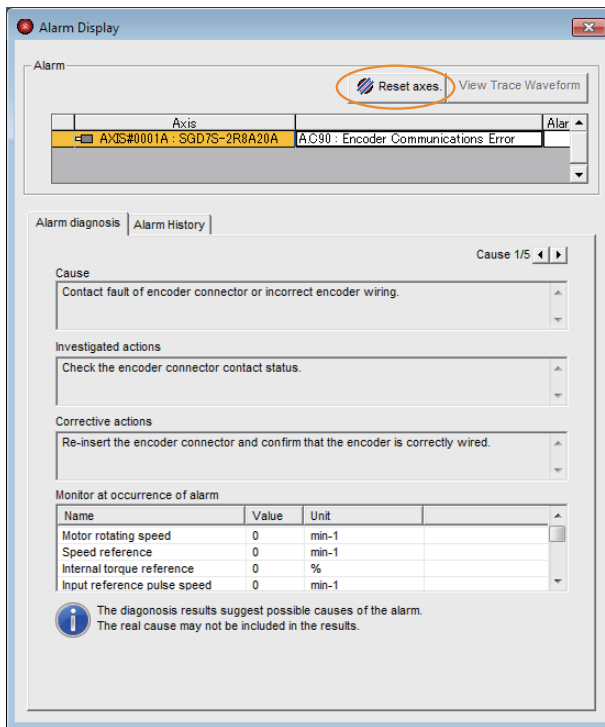 Alarm Display
Alarm
Reset axes.
View Trace Waveform
Axis Alar
AXIS#0001A : SGD7S-2R8A20A A.C90 : Encoder Communications Error
Alarm diagnosis Alarm History
Cause 1/5
Cause
Contact fault of encoder connector or incorrect encoder wiring.
Investigated actions
Check the encoder connector contact status.
Corrective actions
Re-insert the encoder connector and confirm that the encoder is correctly wired.
Monitor at occurrence of alarm
Name Value Unit
Motor rotating speed 0 min-1
Speed reference 0 min-1
Internal torque reference 0 %
Input reference pulse speed 0 min-1
The diagonosis results suggest possible causes of the alarm.
The real cause may not be included in the results.